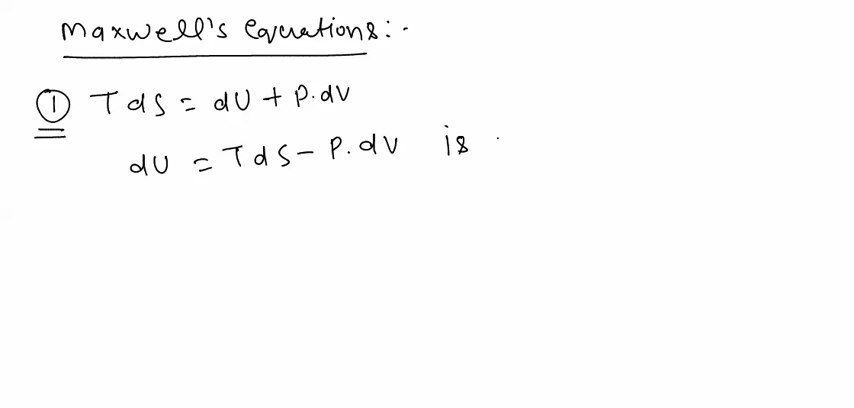 Maxwell's Equations:-
① Tds = dU + P.dV
dU = Tds - P.dV is